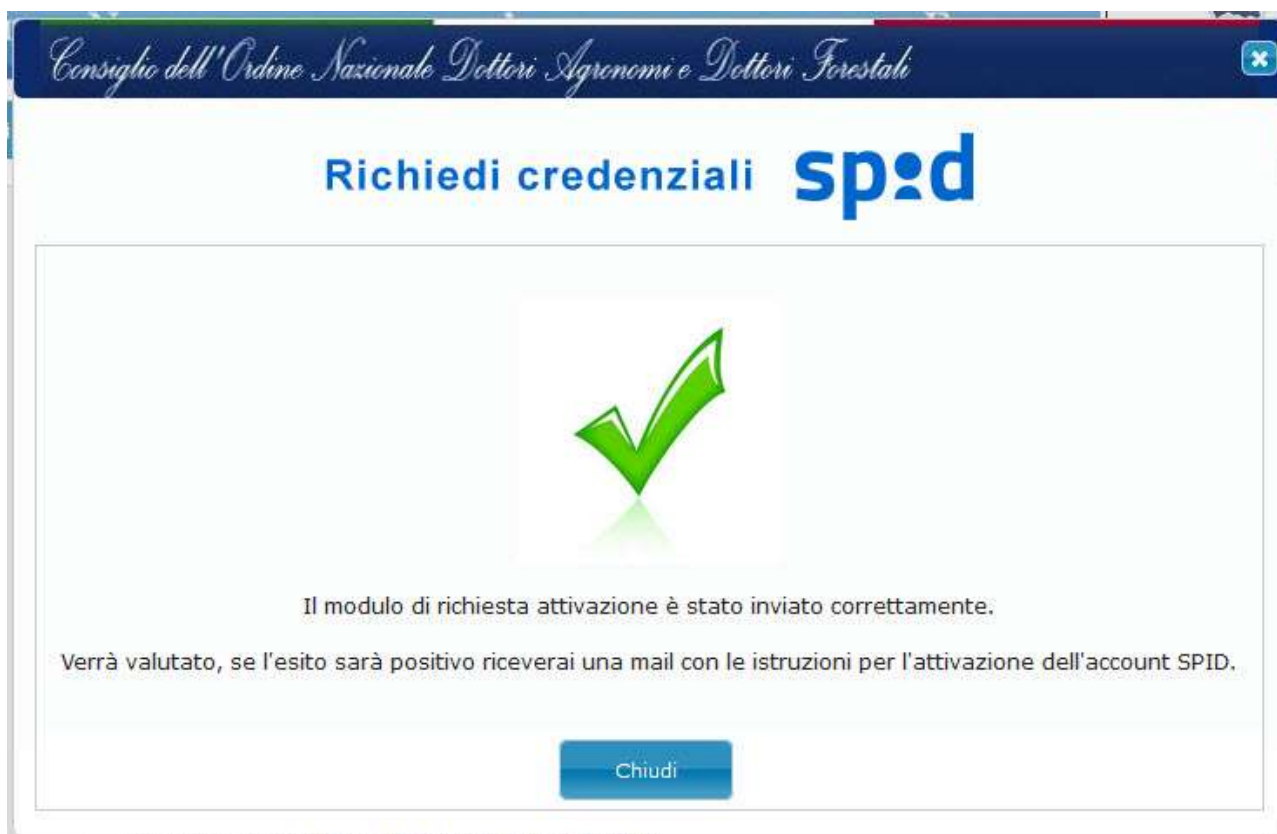 Consiglio dell'Ordine Nazionale Dottori Agronomi e Dottori Forestali
Richiedi credenziali spid
Il modulo di richiesta attivazione è stato inviato correttamente.
Verrà valutato, se l'esito sarà positivo riceverai una mail con le istruzioni per l'attivazione dell'account SPID.
Chiudi